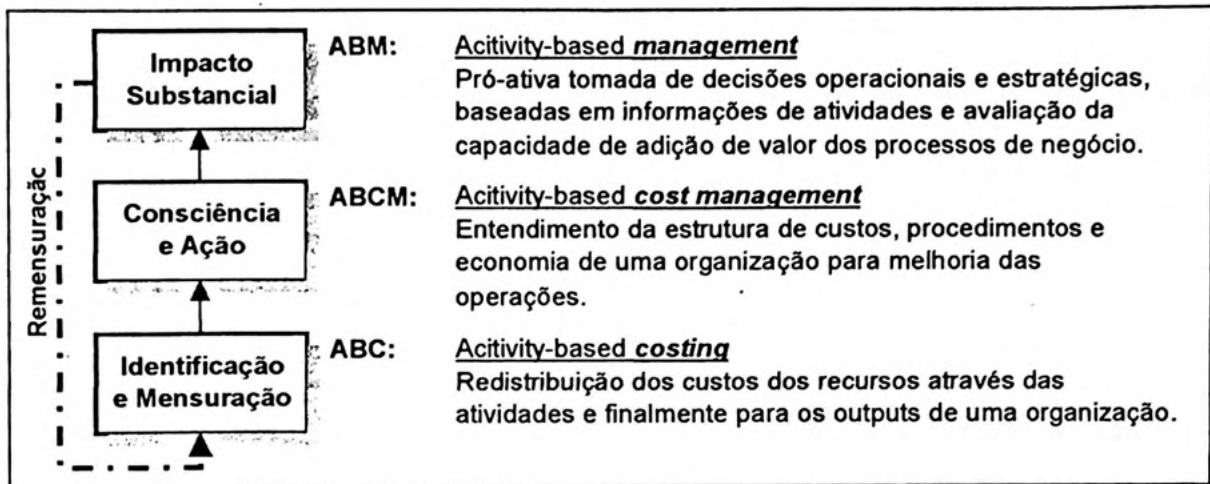 Impacto
Substancial
ABM:
Acitivity-based management
Pró-ativa tomada de decisões operacionais e estratégicas,
baseadas em informações de atividades e avaliação da
capacidade de adição de valor dos processos de negócio.
Remensuraçã
Consciência
e Ação
ABCM:
Acitivity-based cost management
Entendimento da estrutura de custos, procedimentos e
economia de uma organização para melhoria das
operações.
Identificação
e Mensuração
ABC:
Acitivity-based costing
Redistribuição dos custos dos recursos através das
atividades e finalmente para os outputs de uma organização.